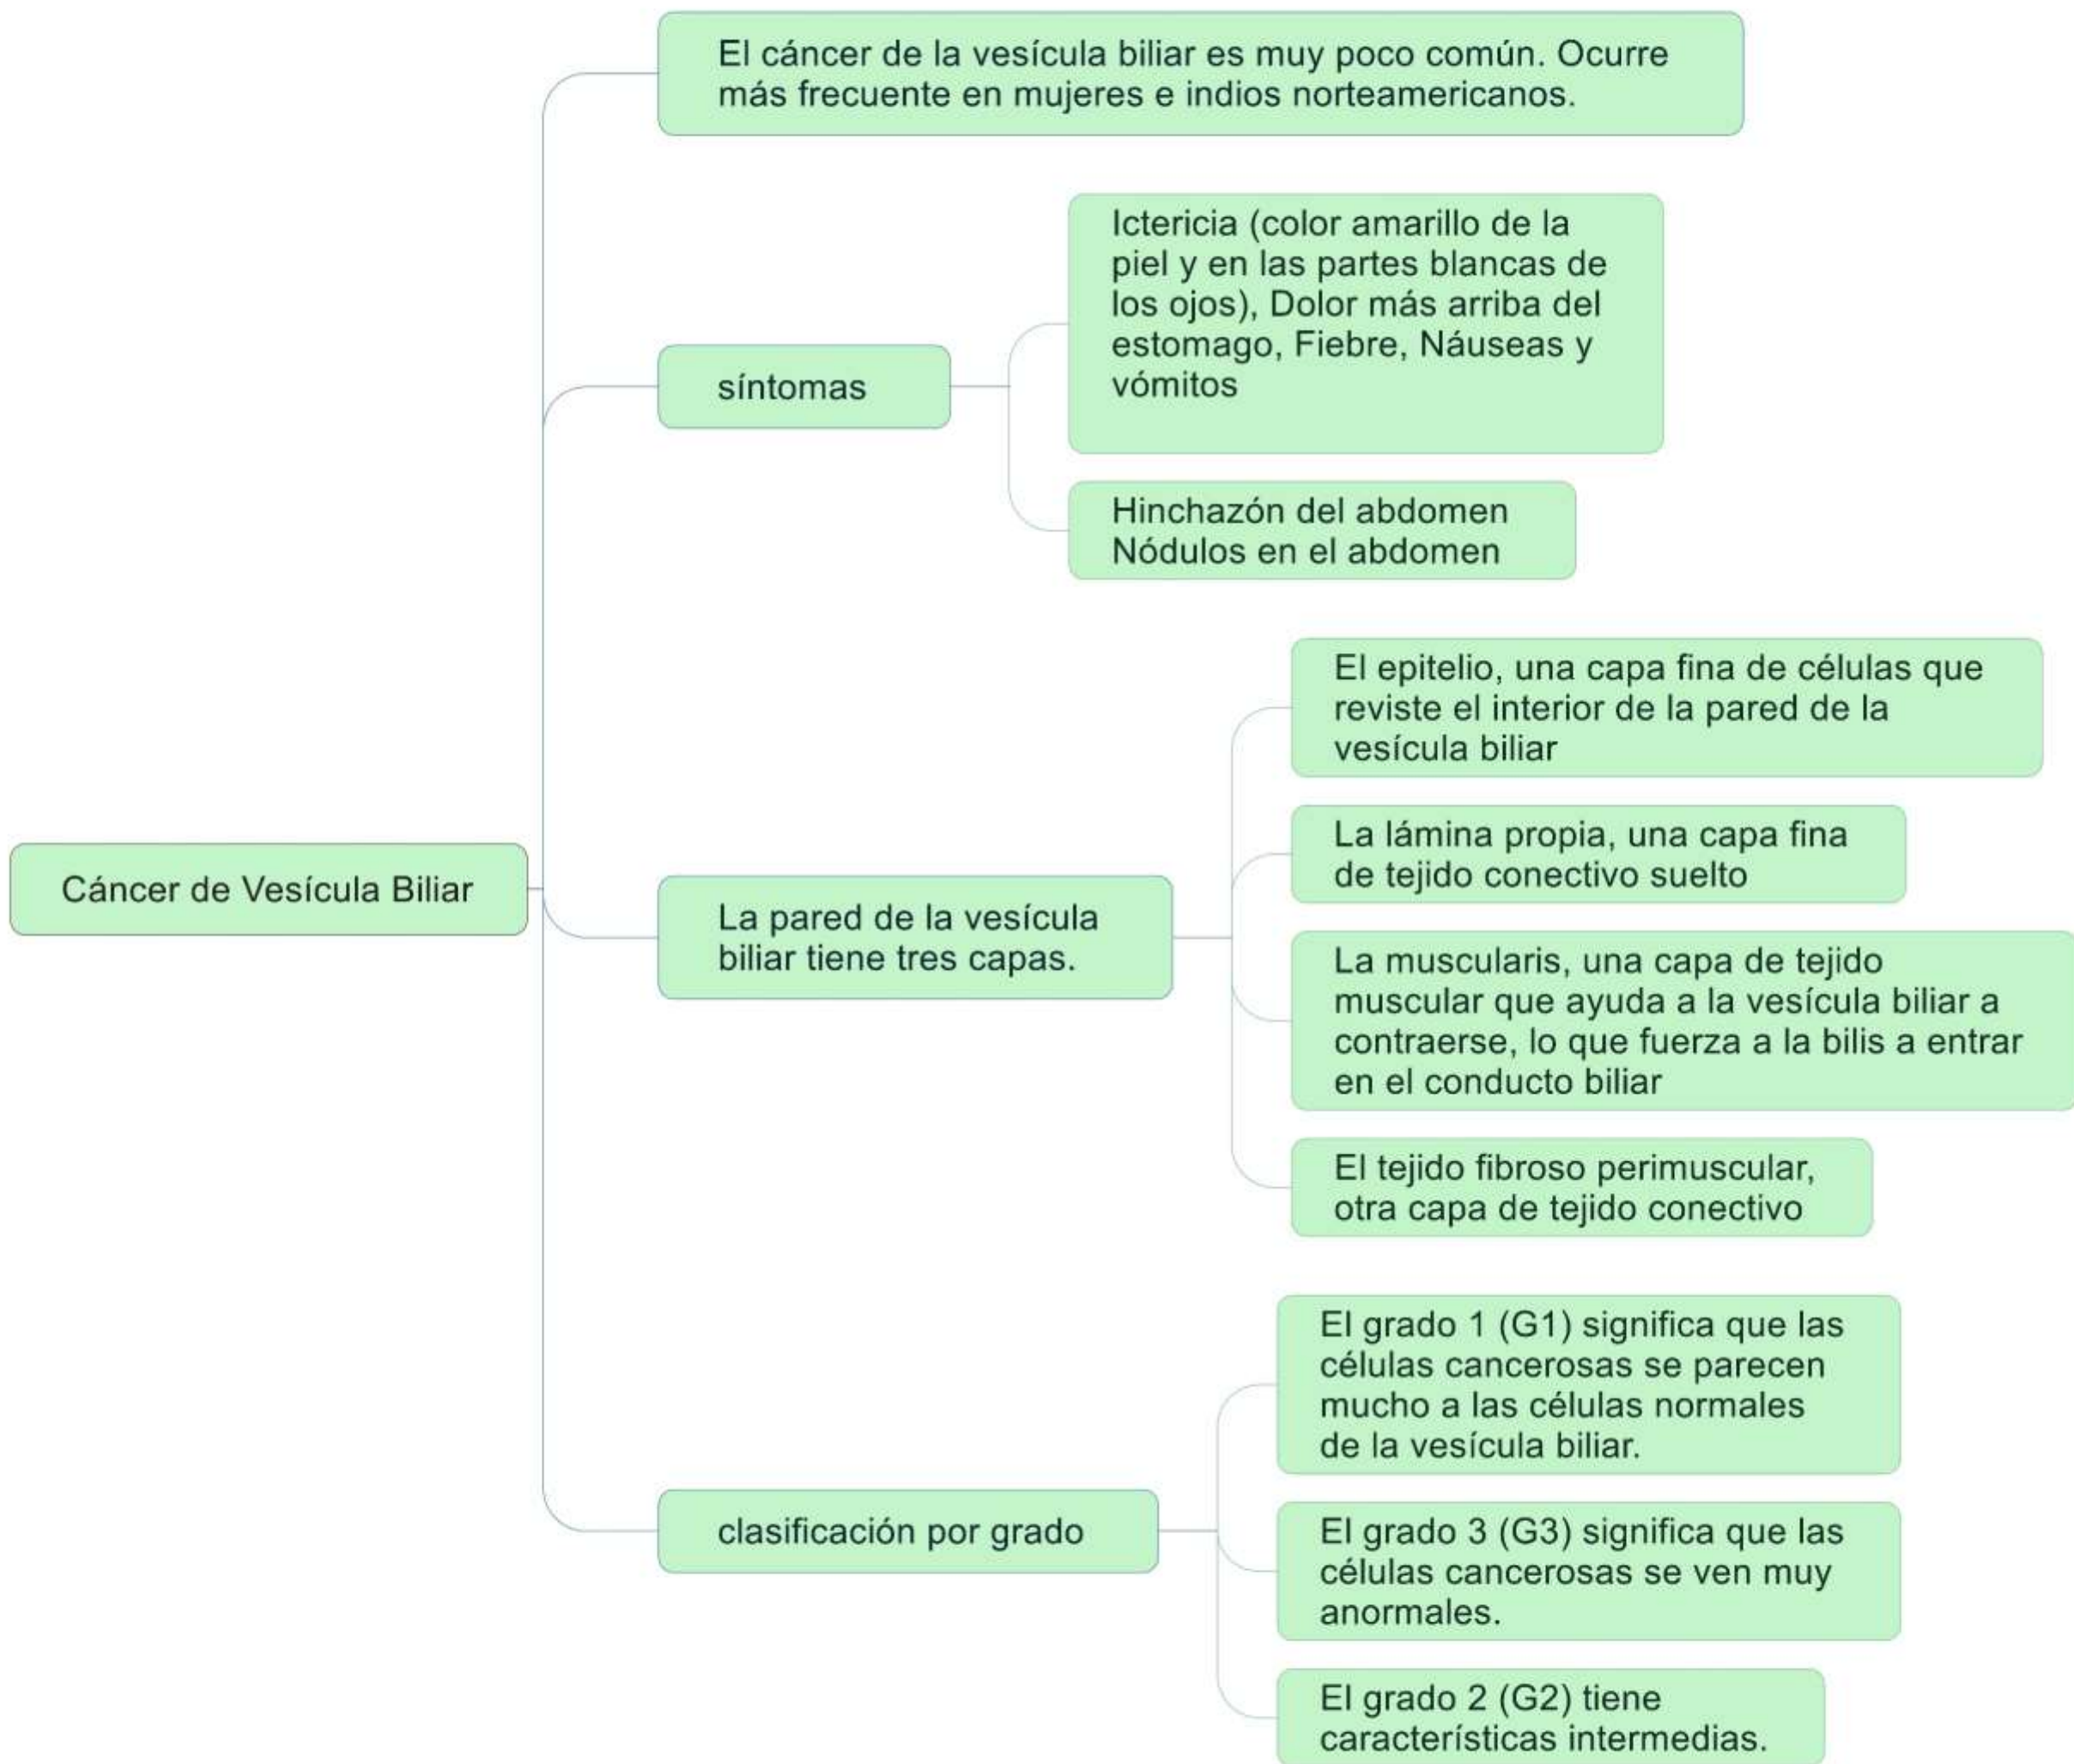 El cáncer de la vesícula biliar es muy poco común. Ocurre
más frecuente en mujeres e indios norteamericanos.
Ictericia (color amarillo de la
piel y en las partes blancas de
los ojos), Dolor más arriba del
estomago, Fiebre, Náuseas y
vómitos
síntomas
Hinchazón del abdomen
Nódulos en el abdomen
El epitelio, una capa fina de células que
reviste el interior de la pared de la
vesícula biliar
La lámina propia, una capa fina
de tejido conectivo suelto
Cáncer de Vesícula Biliar
La pared de la vesícula
biliar tiene tres capas.
La muscularis, una capa de tejido
muscular que ayuda a la vesícula biliar a
contraerse, lo que fuerza a la bilis a entrar
en el conducto biliar
El tejido fibroso perimuscular,
otra capa de tejido conectivo
El grado 1 (G1) significa que las
células cancerosas se parecen
mucho a las células normales
de la vesícula biliar.
clasificación por grado
El grado 3 (G3) significa que las
células cancerosas se ven muy
anormales.
El grado 2 (G2) tiene
características intermedias.